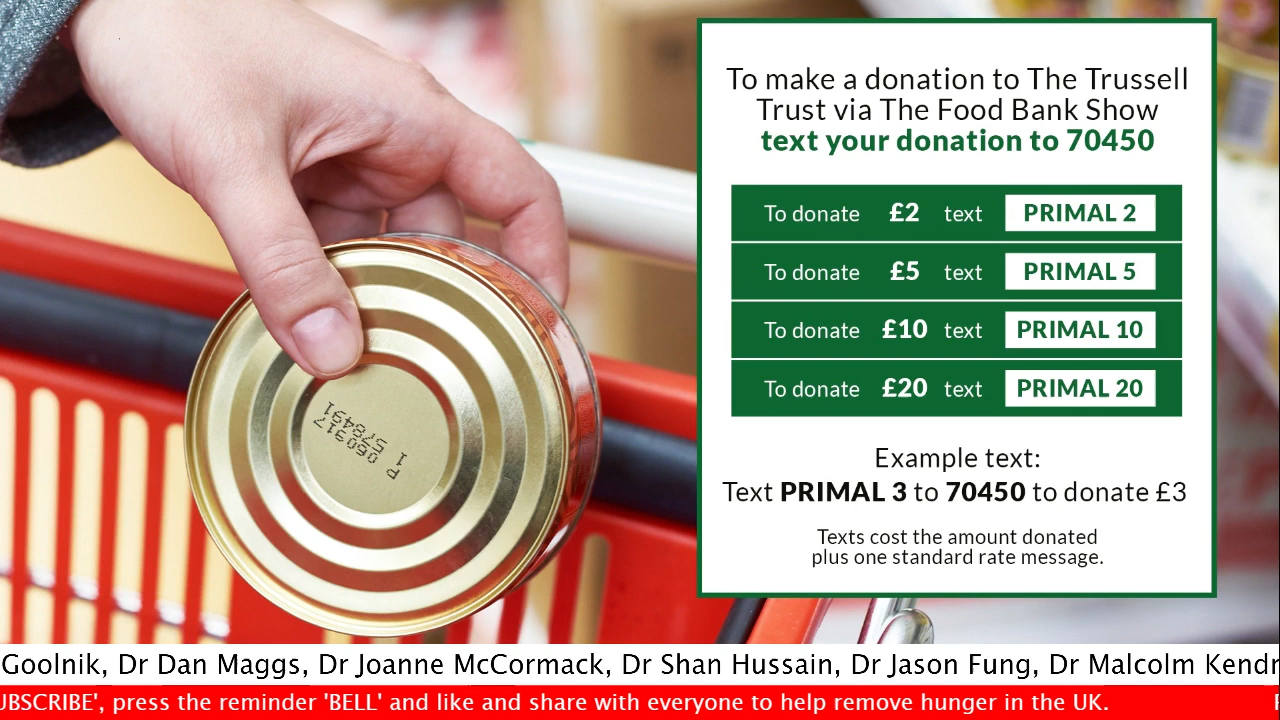 To make a donation to The Trussell
Trust via The Food Bank Show
text your donation to 70450
To donate £2 text PRIMAL 2
To donate £5 text PRIMAL 5
To donate £10 text PRIMAL 10
To donate £20 text PRIMAL 20
Example text:
Text PRIMAL 3 to 70450 to donate £3
Texts cost the amount donated
plus one standard rate message.
P 060917
1 578491
Goolnik, Dr Dan Maggs, Dr Joanne McCormack, Dr Shan Hussain, Dr Jason Fung, Dr Malcolm Kendr
UBSCRIBE', press the reminder 'BELL' and like and share with everyone to help remove hunger in the UK.